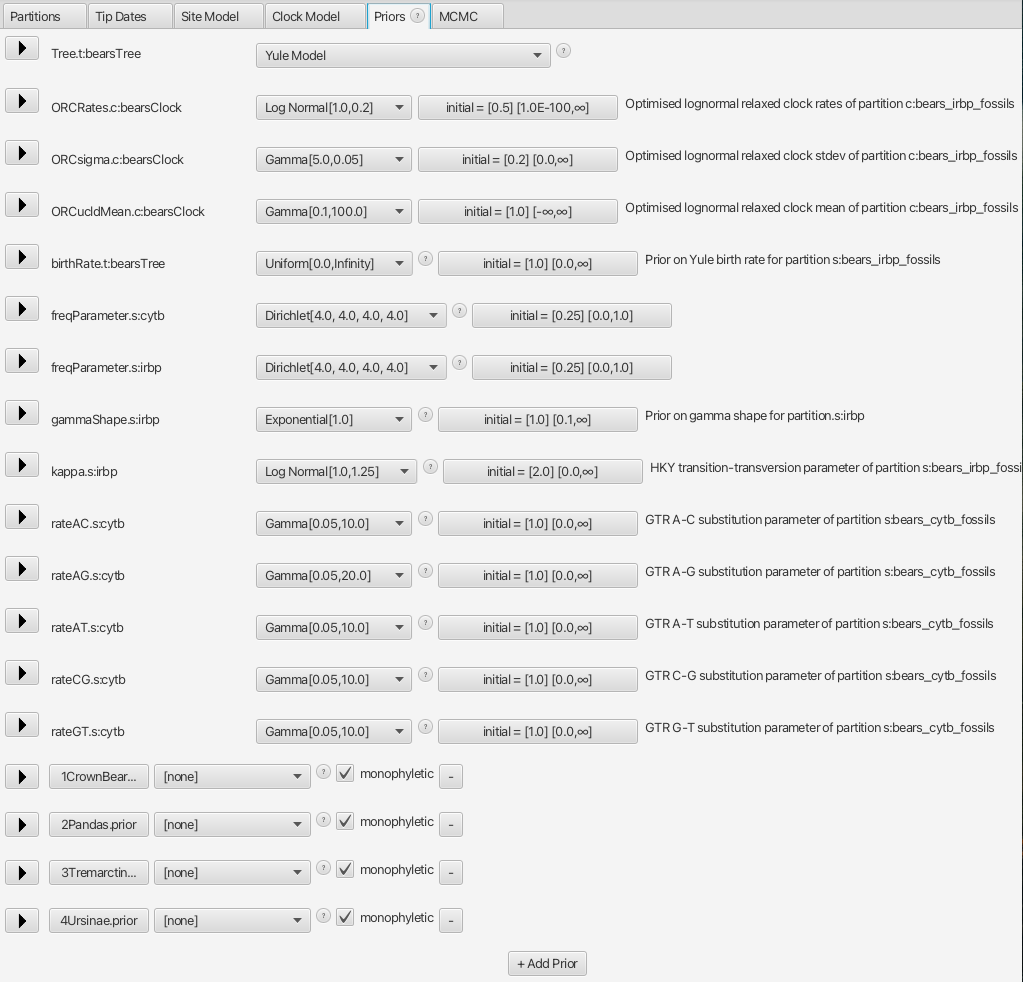 Partitions Tip Dates Site Model Clock Model Priors ? MCMC
Tree.t:bearsTree Yule Model ?
ORCRates.c:bearsClock Log Normal[1.0,0.2] initial = [0.5] [1.0E-100,∞] Optimised lognormal relaxed clock rates of partition c:bears_irbp_fossils
ORCsigma.c:bearsClock Gamma[5.0,0.05] initial = [0.2] [0.0,∞] Optimised lognormal relaxed clock stdev of partition c:bears_irbp_fossils
ORCucldMean.c:bearsClock Gamma[0.1,100.0] initial = [1.0] [-∞,∞] Optimised lognormal relaxed clock mean of partition c:bears_irbp_fossils
birthRate.t:bearsTree Uniform[0.0,Infinity] ? initial = [1.0] [0.0,∞] Prior on Yule birth rate for partition s:bears_irbp_fossils
freqParameter.s:cytb Dirichlet[4.0, 4.0, 4.0, 4.0] ? initial = [0.25] [0.0,1.0]
freqParameter.s:irbp Dirichlet[4.0, 4.0, 4.0, 4.0] ? initial = [0.25] [0.0,1.0]
gammaShape.s:irbp Exponential[1.0] ? initial = [1.0] [0.1,∞] Prior on gamma shape for partition.s:irbp
kappa.s:irbp Log Normal[1.0,1.25] ? initial = [2.0] [0.0,∞] HKY transition-transversion parameter of partition s:bears_irbp_fossi
rateAC.s:cytb Gamma[0.05,10.0] ? initial = [1.0] [0.0,∞] GTR A-C substitution parameter of partition s:bears_cytb_fossils
rateAG.s:cytb Gamma[0.05,20.0] ? initial = [1.0] [0.0,∞] GTR A-G substitution parameter of partition s:bears_cytb_fossils
rateAT.s:cytb Gamma[0.05,10.0] ? initial = [1.0] [0.0,∞] GTR A-T substitution parameter of partition s:bears_cytb_fossils
rateCG.s:cytb Gamma[0.05,10.0] ? initial = [1.0] [0.0,∞] GTR C-G substitution parameter of partition s:bears_cytb_fossils
rateGT.s:cytb Gamma[0.05,10.0] ? initial = [1.0] [0.0,∞] GTR G-T substitution parameter of partition s:bears_cytb_fossils
1CrownBear... [none] ? monophyletic -
2Pandas.prior [none] ? monophyletic -
3Tremarctin... [none] ? monophyletic -
4Ursinae.prior [none] ? monophyletic -
+ Add Prior